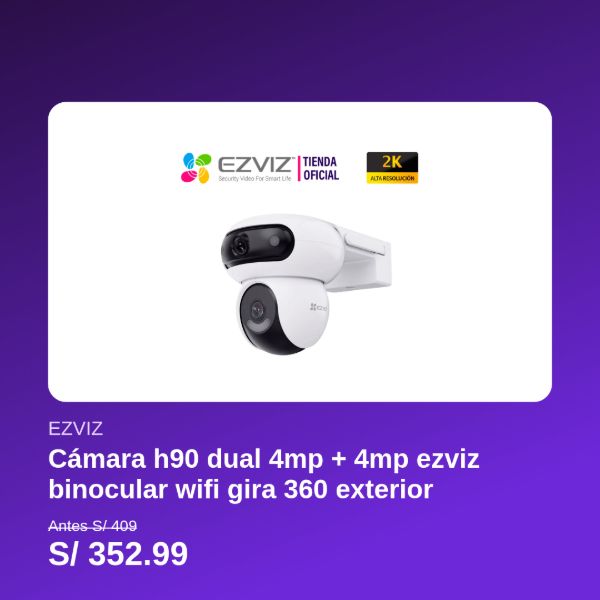 EZVIZ™ TIENDA OFICIAL
Security Video For Smart Life
2K
ALTA RESOLUCIÓN
EZVIZ
EZVIZ
Cámara h90 dual 4mp + 4mp ezviz
binocular wifi gira 360 exterior
Antes S/ 409
S/ 352.99